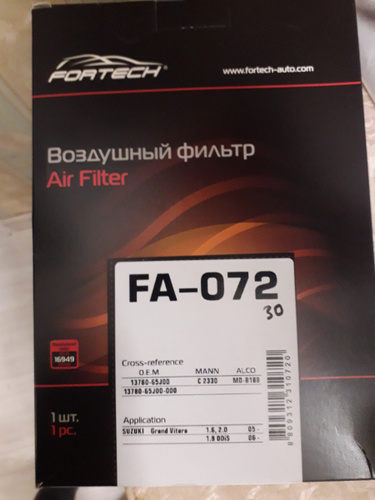 FORTECH
www.fortech-auto.com
Воздушный фильтр
Air Filter
FA-072
30
Cross-reference
O.E.M MANN ALCO
13780-65J00 C 2330 MD-8188
13780-65J00-000
16949
1 шт.
1 pc.
Application
SUZUKI Grand Vitara 1.6, 2.0 05 -
1.9 DDiS 06 -